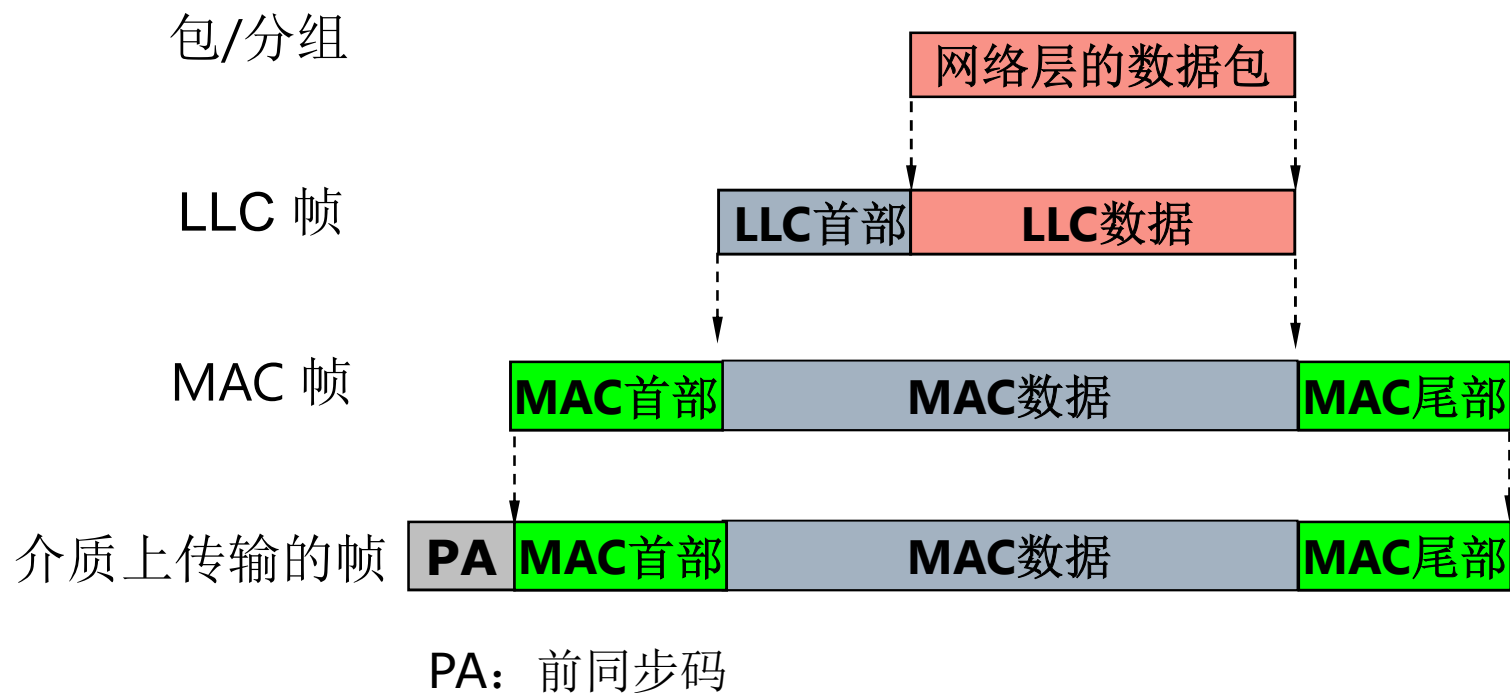 包/分组
网络层的数据包
LLC 帧
LLC首部
LLC数据
MAC 帧
MAC首部
MAC数据
MAC尾部
介质上传输的帧
PA
MAC首部
MAC数据
MAC尾部
PA：前同步码